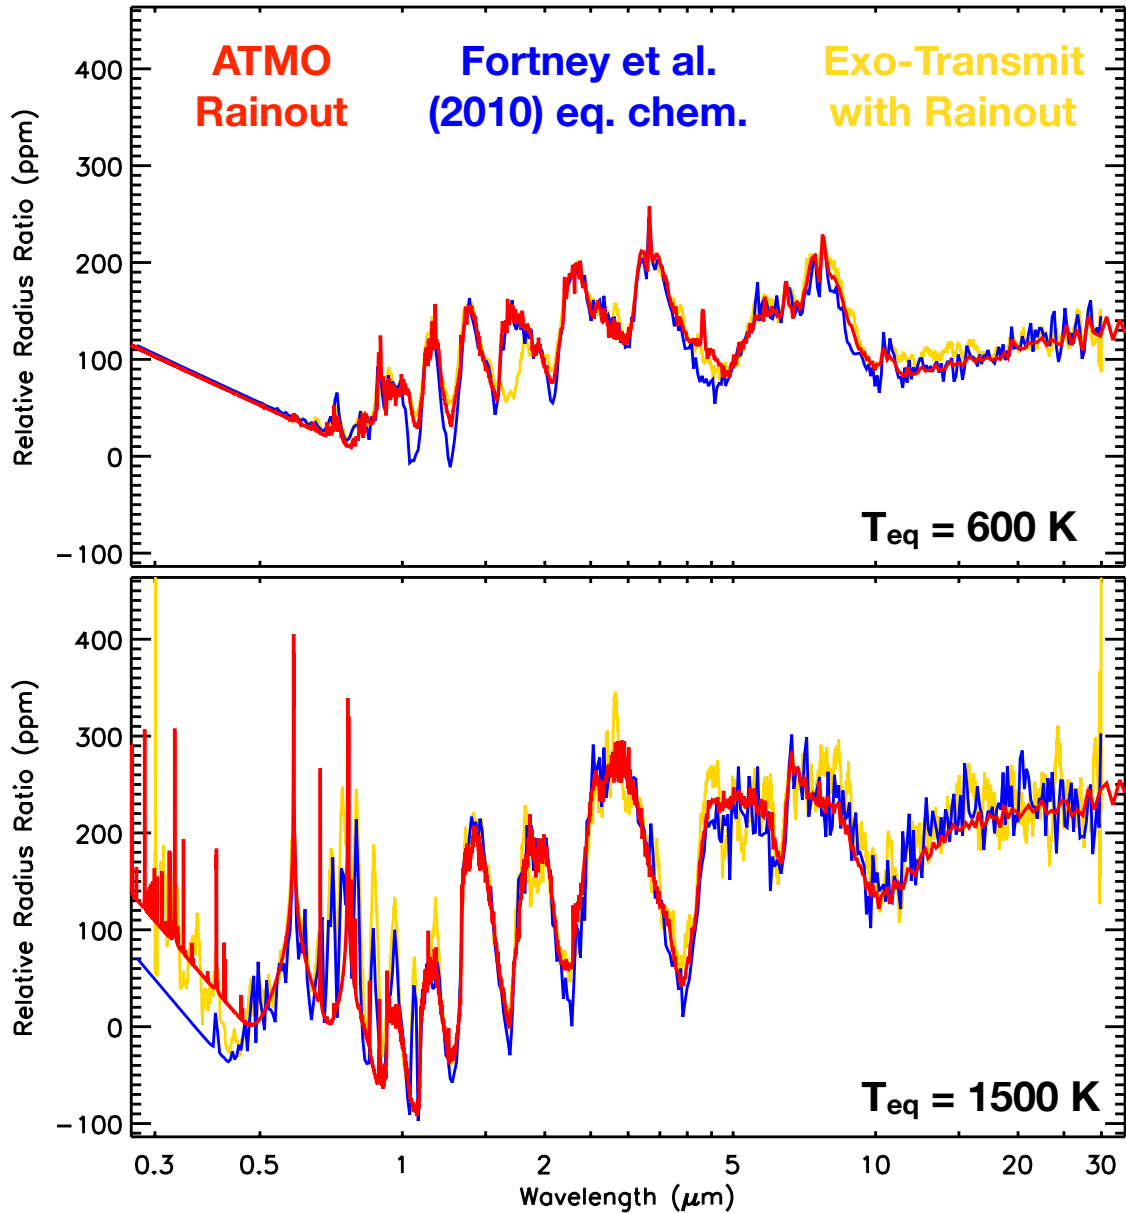 ATMO
Rainout
Fortney et al.
(2010) eq. chem.
Exo-Transmit
with Rainout
Relative Radius Ratio (ppm)
400
300
200
100
0
−100
Teq = 600 K
Relative Radius Ratio (ppm)
400
300
200
100
0
−100
Teq = 1500 K
0.3 0.5 1 2 5 10 20 30
Wavelength (μm)